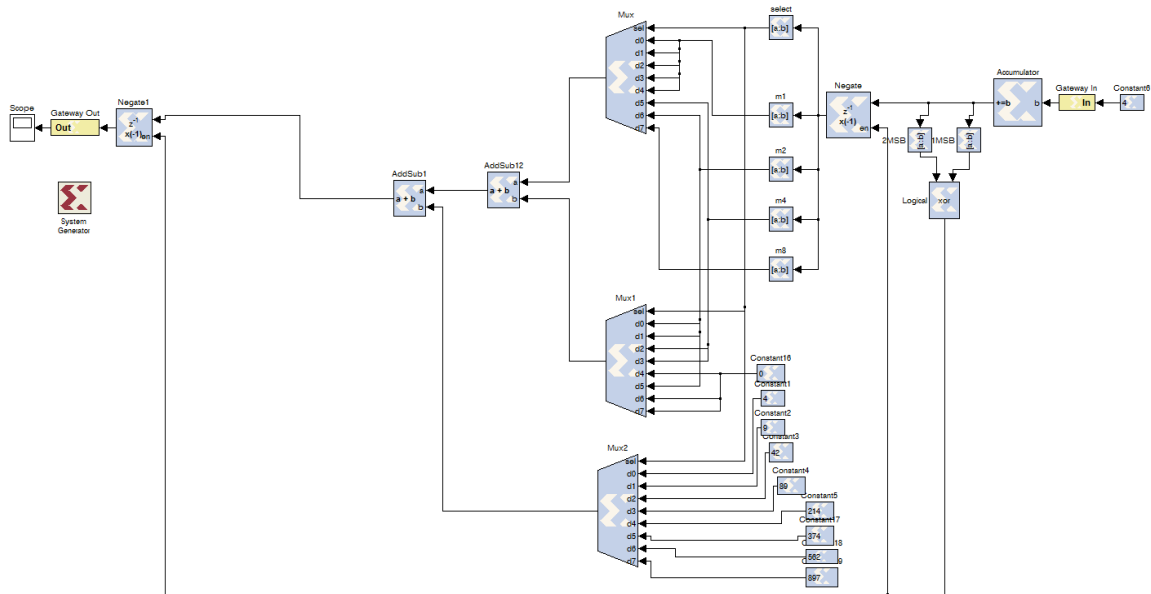 select
Mux
sel
d0
d1
d2
d3
d4
d5
d6
d7
[a:b]
m1
[a:b]
m2
[a:b]
m4
[a:b]
m8
[a:b]
Negate
z-1
x(-1)
en
Accumulator
+=b
b
Gateway In
In
Constant6
4
2MSB
[a:b]
1MSB
[a:b]
Logical
xor
Scope
Gateway Out
Out
Negate1
z-1
x(-1)
en
System
Generator
AddSub1
a
a + b
b
AddSub12
a
a + b
b
Mux1
sel
d0
d1
d2
d3
d4
d5
d6
d7
Constant16
0
Constant1
4
Constant2
9
Constant3
42
Constant4
89
Constant5
214
Constant17
374
18
562
9
897
Mux2
sel
d0
d1
d2
d3
d4
d5
d6
d7